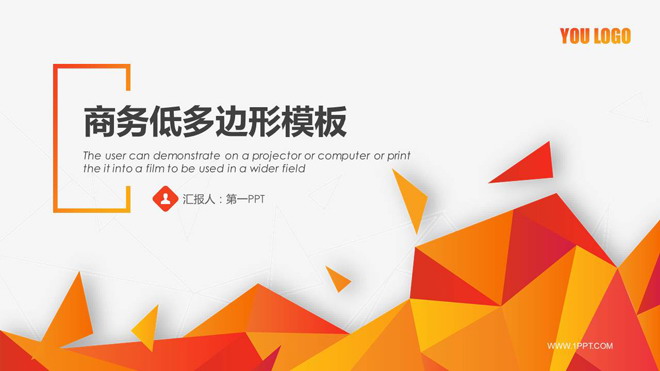 YOU LOGO
商务低多边形模板
The user can demonstrate on a projector or computer or print
the it into a film to be used in a wider field
汇报人：第一PPT
WWW.1PPT.COM